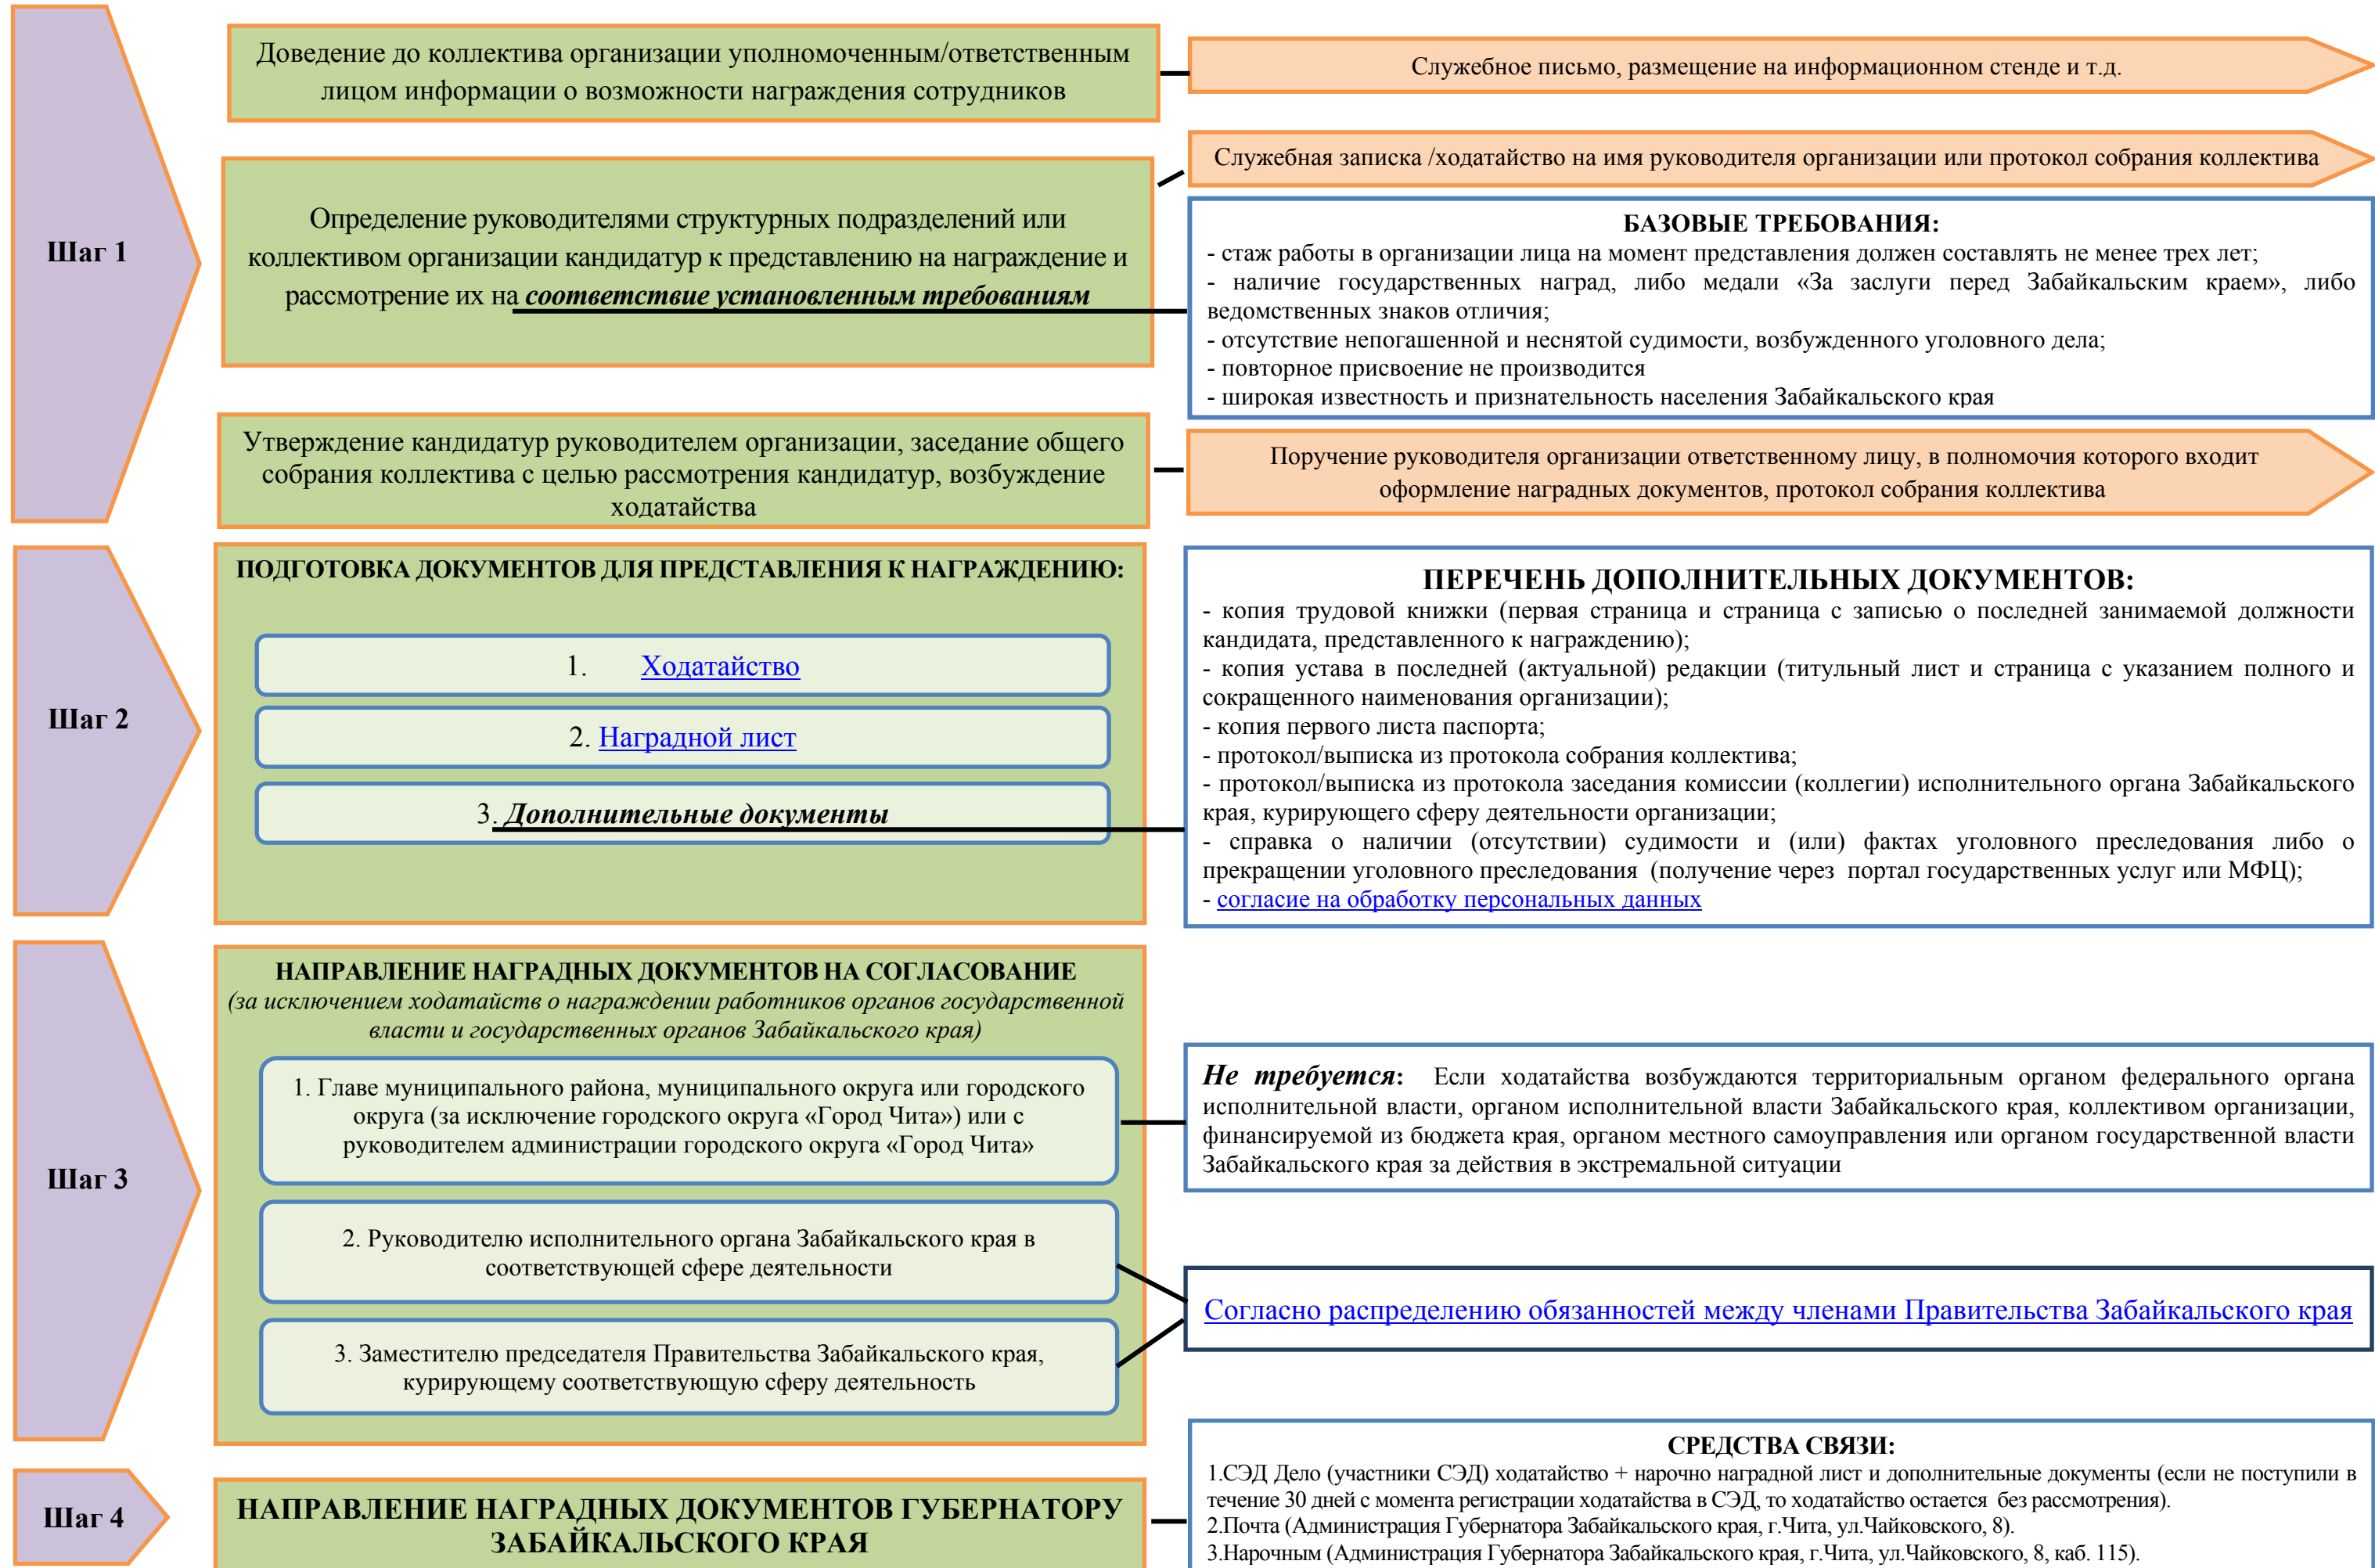 Шаг 1
Доведение до коллектива организации уполномоченным/ответственным
лицом информации о возможности награждения сотрудников
Служебное письмо, размещение на информационном стенде и т.д.
Определение руководителями структурных подразделений или
коллективом организации кандидатур к представлению на награждение и
рассмотрение их на соответствие установленным требованиям
Служебная записка /ходатайство на имя руководителя организации или протокол собрания коллектива
БАЗОВЫЕ ТРЕБОВАНИЯ:
- стаж работы в организации лица на момент представления должен составлять не менее трех лет;
- наличие государственных наград, либо медали «За заслуги перед Забайкальским краем», либо
ведомственных знаков отличия;
- отсутствие непогашенной и неснятой судимости, возбужденного уголовного дела;
- повторное присвоение не производится
- широкая известность и признательность населения Забайкальского края
Утверждение кандидатур руководителем организации, заседание общего
собрания коллектива с целью рассмотрения кандидатур, возбуждение
ходатайства
Поручение руководителя организации ответственному лицу, в полномочия которого входит
оформление наградных документов, протокол собрания коллектива
Шаг 2
ПОДГОТОВКА ДОКУМЕНТОВ ДЛЯ ПРЕДСТАВЛЕНИЯ К НАГРАЖДЕНИЮ:
1. Ходатайство
2. Наградной лист
3. Дополнительные документы
ПЕРЕЧЕНЬ ДОПОЛНИТЕЛЬНЫХ ДОКУМЕНТОВ:
- копия трудовой книжки (первая страница и страница с записью о последней занимаемой должности
кандидата, представленного к награждению);
- копия устава в последней (актуальной) редакции (титульный лист и страница с указанием полного и
сокращенного наименования организации);
- копия первого листа паспорта;
- протокол/выписка из протокола собрания коллектива;
- протокол/выписка из протокола заседания комиссии (коллегии) исполнительного органа Забайкальского
края, курирующего сферу деятельности организации;
- справка о наличии (отсутствии) судимости и (или) фактах уголовного преследования либо о
прекращении уголовного преследования (получение через портал государственных услуг или МФЦ);
- согласие на обработку персональных данных
Шаг 3
НАПРАВЛЕНИЕ НАГРАДНЫХ ДОКУМЕНТОВ НА СОГЛАСОВАНИЕ
(за исключением ходатайств о награждении работников органов государственной
власти и государственных органов Забайкальского края)
1. Главе муниципального района, муниципального округа или городского
округа (за исключение городского округа «Город Чита») или с
руководителем администрации городского округа «Город Чита»
Не требуется: Если ходатайства возбуждаются территориальным органом федерального органа
исполнительной власти, органом исполнительной власти Забайкальского края, коллективом организации,
финансируемой из бюджета края, органом местного самоуправления или органом государственной власти
Забайкальского края за действия в экстремальной ситуации
2. Руководителю исполнительного органа Забайкальского края в
соответствующей сфере деятельности
3. Заместителю председателя Правительства Забайкальского края,
курирующему соответствующую сферу деятельность
Согласно распределению обязанностей между членами Правительства Забайкальского края
Шаг 4
НАПРАВЛЕНИЕ НАГРАДНЫХ ДОКУМЕНТОВ ГУБЕРНАТОРУ
ЗАБАЙКАЛЬСКОГО КРАЯ
СРЕДСТВА СВЯЗИ:
1.СЭД Дело (участники СЭД) ходатайство + нарочно наградной лист и дополнительные документы (если не поступили в
течение 30 дней с момента регистрации ходатайства в СЭД, то ходатайство остается без рассмотрения).
2.Почта (Администрация Губернатора Забайкальского края, г.Чита, ул.Чайковского, 8).
3.Нарочным (Администрация Губернатора Забайкальского края, г.Чита, ул.Чайковского, 8, каб. 115).